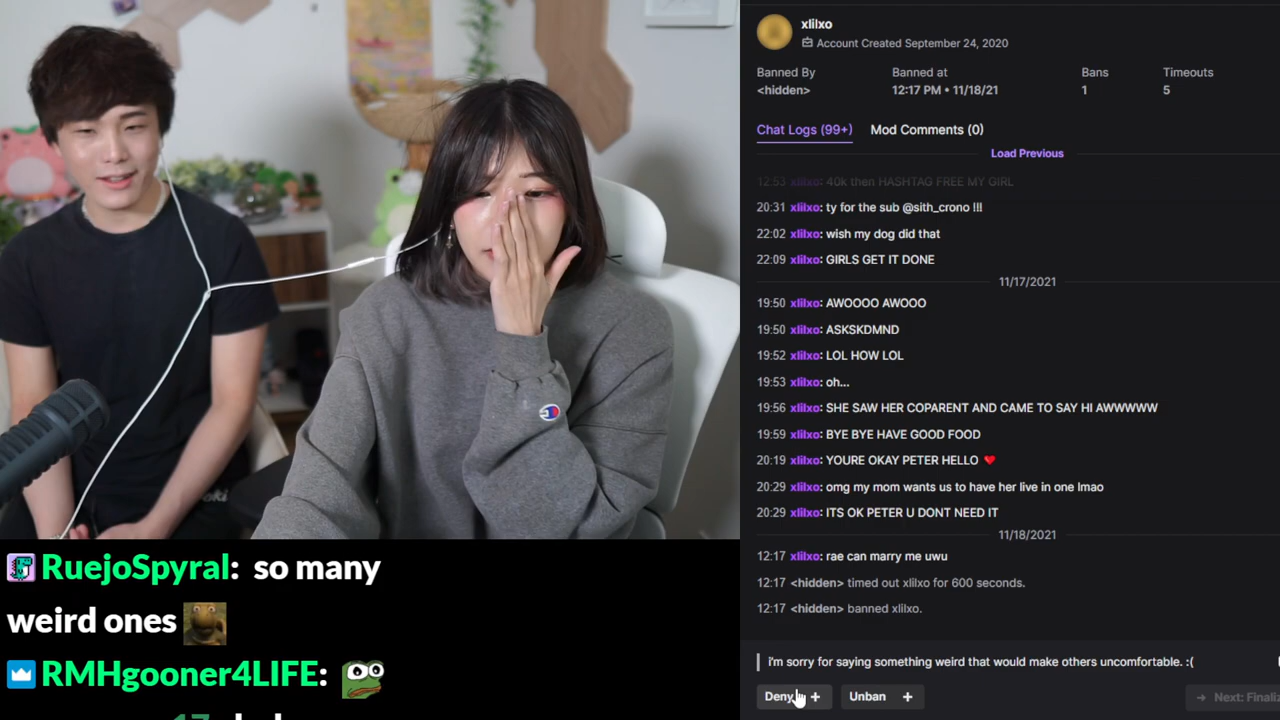 xlilxo
Account Created September 24, 2020
Banned By Banned at Bans Timeouts
<hidden> 12:17 PM • 11/18/21 1 5
Chat Logs (99+) Mod Comments (0)
Load Previous
12:53 xlilxo: 40k then HASHTAG FREE MY GIRL
20:31 xlilxo: ty for the sub @sith_crono !!!
22:02 xlilxo: wish my dog did that
22:09 xlilxo: GIRLS GET IT DONE
11/17/2021
19:50 xlilxo: AWOOOO AWOOO
19:50 xlilxo: ASKSKDMND
19:52 xlilxo: LOL HOW LOL
19:53 xlilxo: oh...
19:56 xlilxo: SHE SAW HER COPARENT AND CAME TO SAY HI AWWWWW
19:59 xlilxo: BYE BYE HAVE GOOD FOOD
20:19 xlilxo: YOURE OKAY PETER HELLO ❤️
20:29 xlilxo: omg my mom wants us to have her live in one lmao
20:29 xlilxo: ITS OK PETER U DONT NEED IT
11/18/2021
12:17 xlilxo: rae can marry me uwu
12:17 <hidden> timed out xlilxo for 600 seconds.
12:17 <hidden> banned xlilxo.
i'm sorry for saying something weird that would make others uncomfortable. :(
Deny + Unban + → Next: Finali
RuejoSpyral: so many
weird ones
RMHgooner4LIFE: